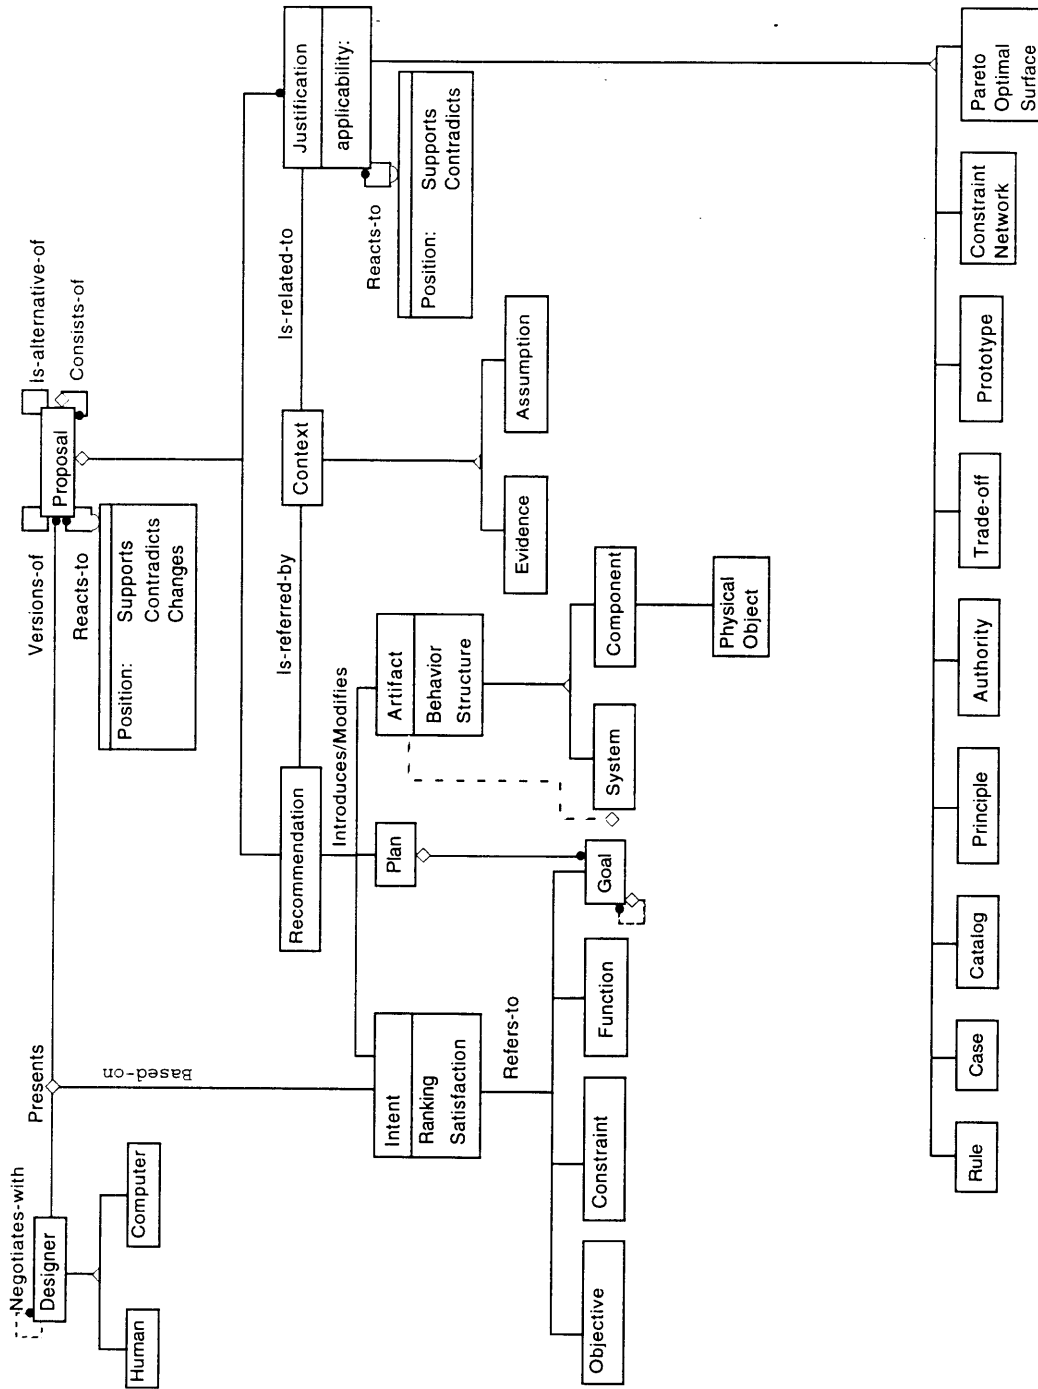 Negotiates-with
Designer
Human
Computer
Presents
Based-on
Versions-of
Is-alternative-of
Proposal
Consists-of
Reacts-to
Position:
Supports
Contradicts
Changes
Recommendation
Is-referred-by
Context
Is-related-to
Justification
applicability:
Reacts-to
Position:
Supports
Contradicts
Introduces/Modifies
Intent
Ranking
Satisfaction
Plan
Artifact
Behavior
Structure
Evidence
Assumption
Refers-to
Objective
Constraint
Function
Goal
System
Component
Physical
Object
Rule
Case
Catalog
Principle
Authority
Trade-off
Prototype
Constraint
Network
Pareto
Optimal
Surface